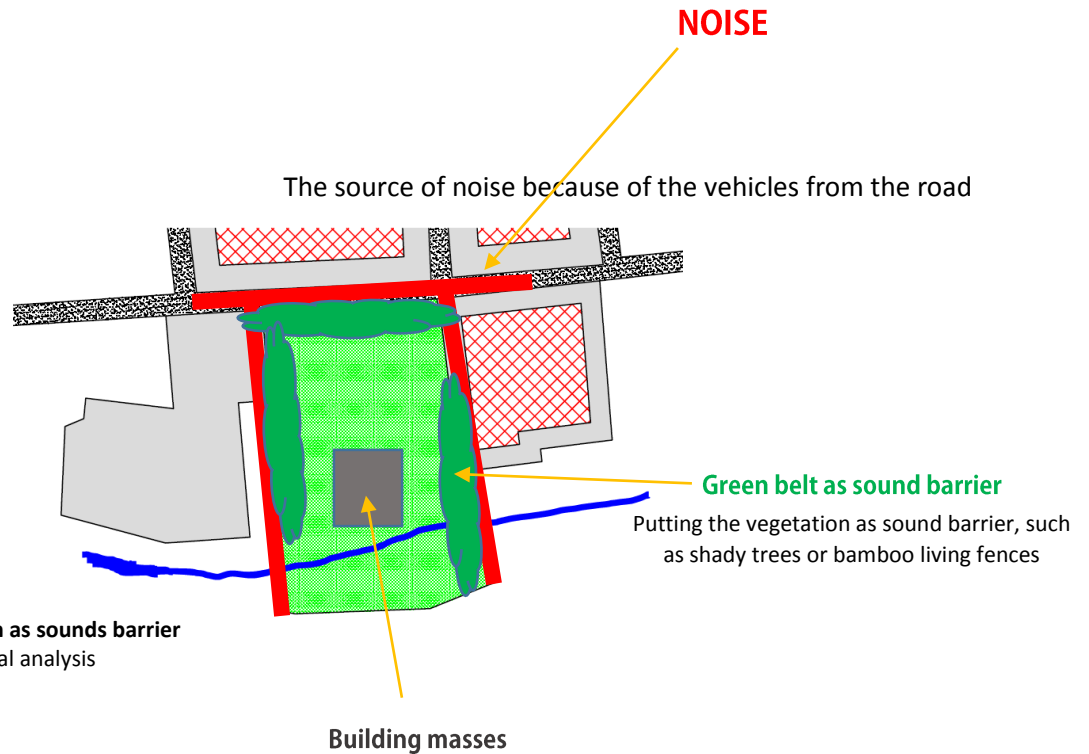 NOISE
The source of noise because of the vehicles from the road
Green belt as sound barrier
Putting the vegetation as sound barrier, such
as shady trees or bamboo living fences
as sounds barrier
analysis
Building masses